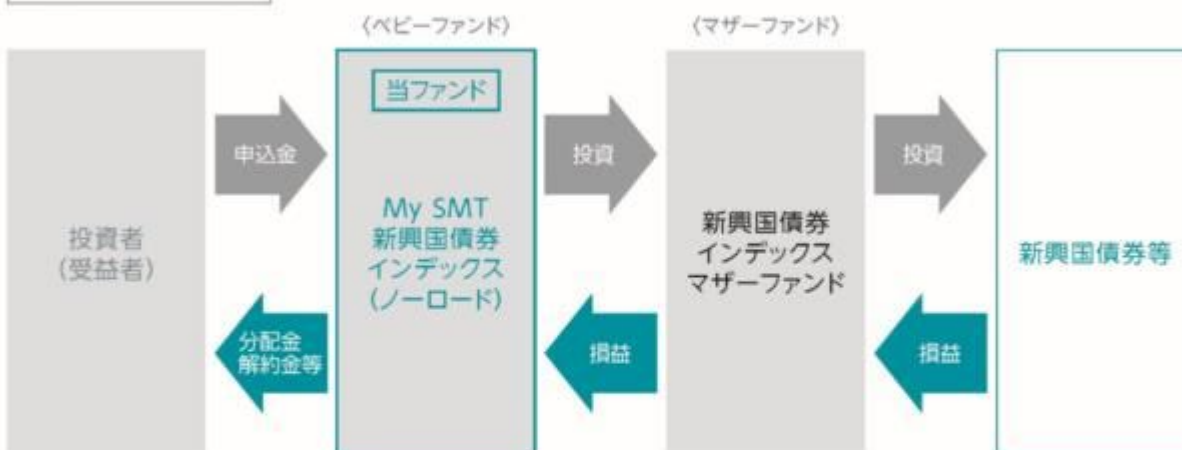 〈ベビーファンド〉
〈マザーファンド〉
投資者
(受益者)
申込金
分配金
解約金等
当ファンド
My SMT
新興国債券
インデックス
(ノーロード)
投資
損益
新興国債券
インデックス
マザーファンド
投資
損益
新興国債券等